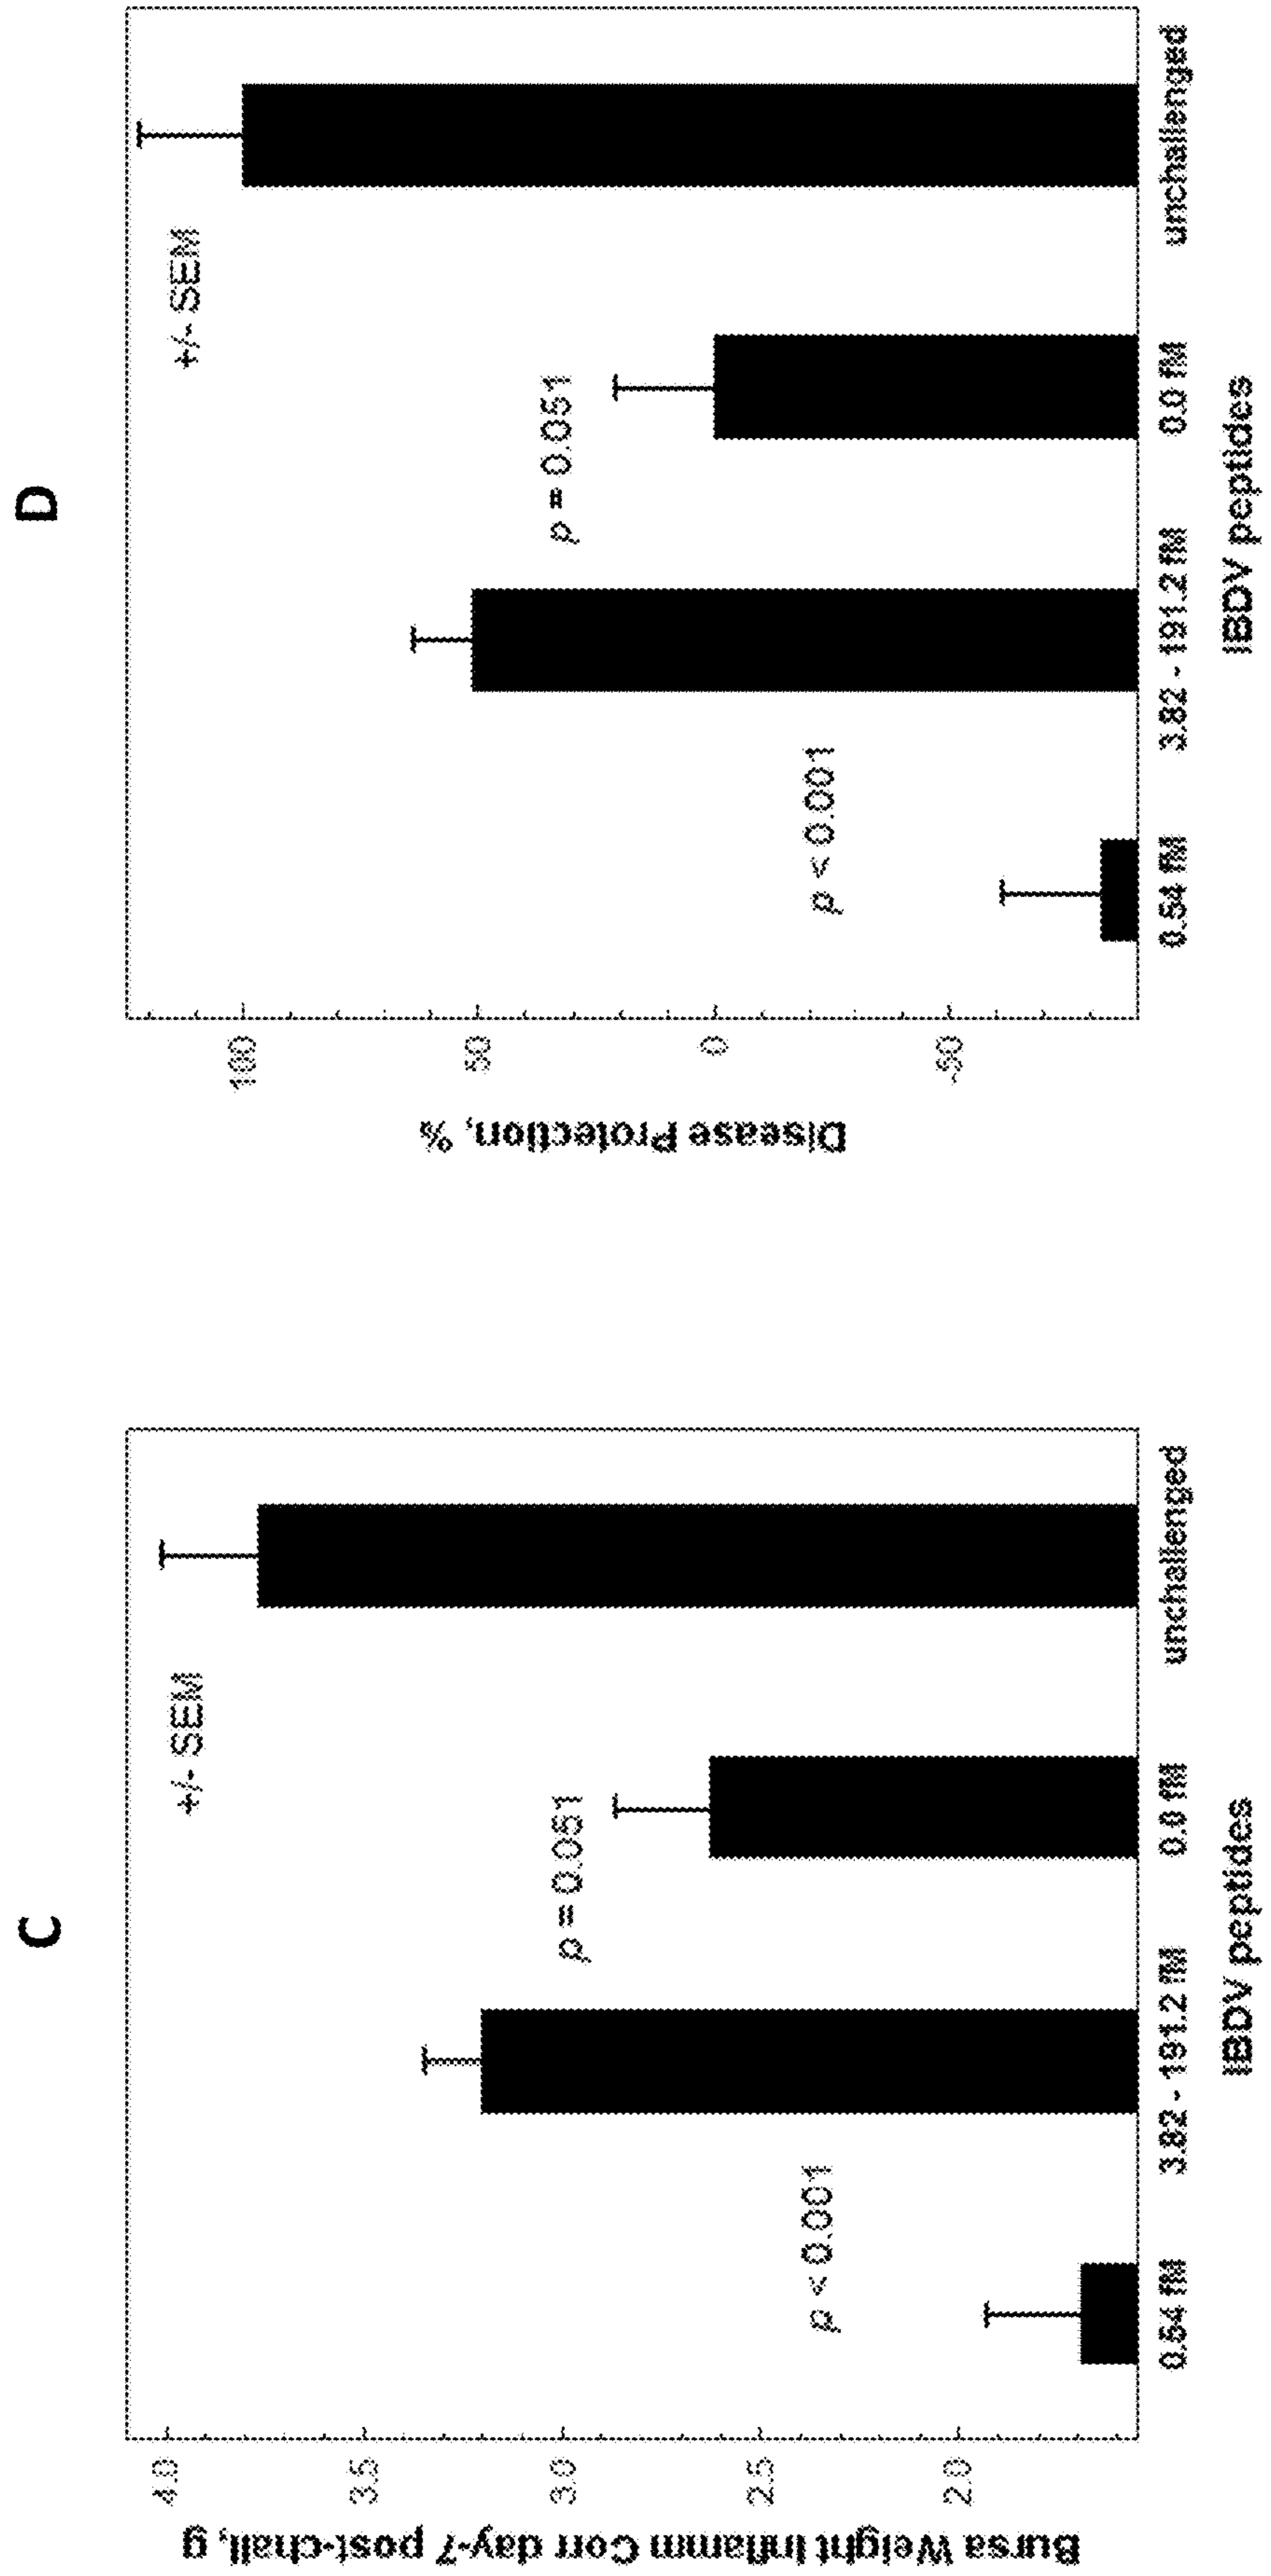 C
Bursa Weight Inflamm Corr day-7 post-chall, g
4.0
3.5
3.0
2.5
2.0
+/- SEM
p = 0.051
p < 0.001
0.54 fM
3.82 - 191.2 fM
0.0 fM
unchallenged
IBDV peptides
D
Disease Protection, %
100
50
0
-50
+/- SEM
p = 0.051
p < 0.001
0.54 fM
3.82 - 191.2 fM
0.0 fM
unchallenged
IBDV peptides